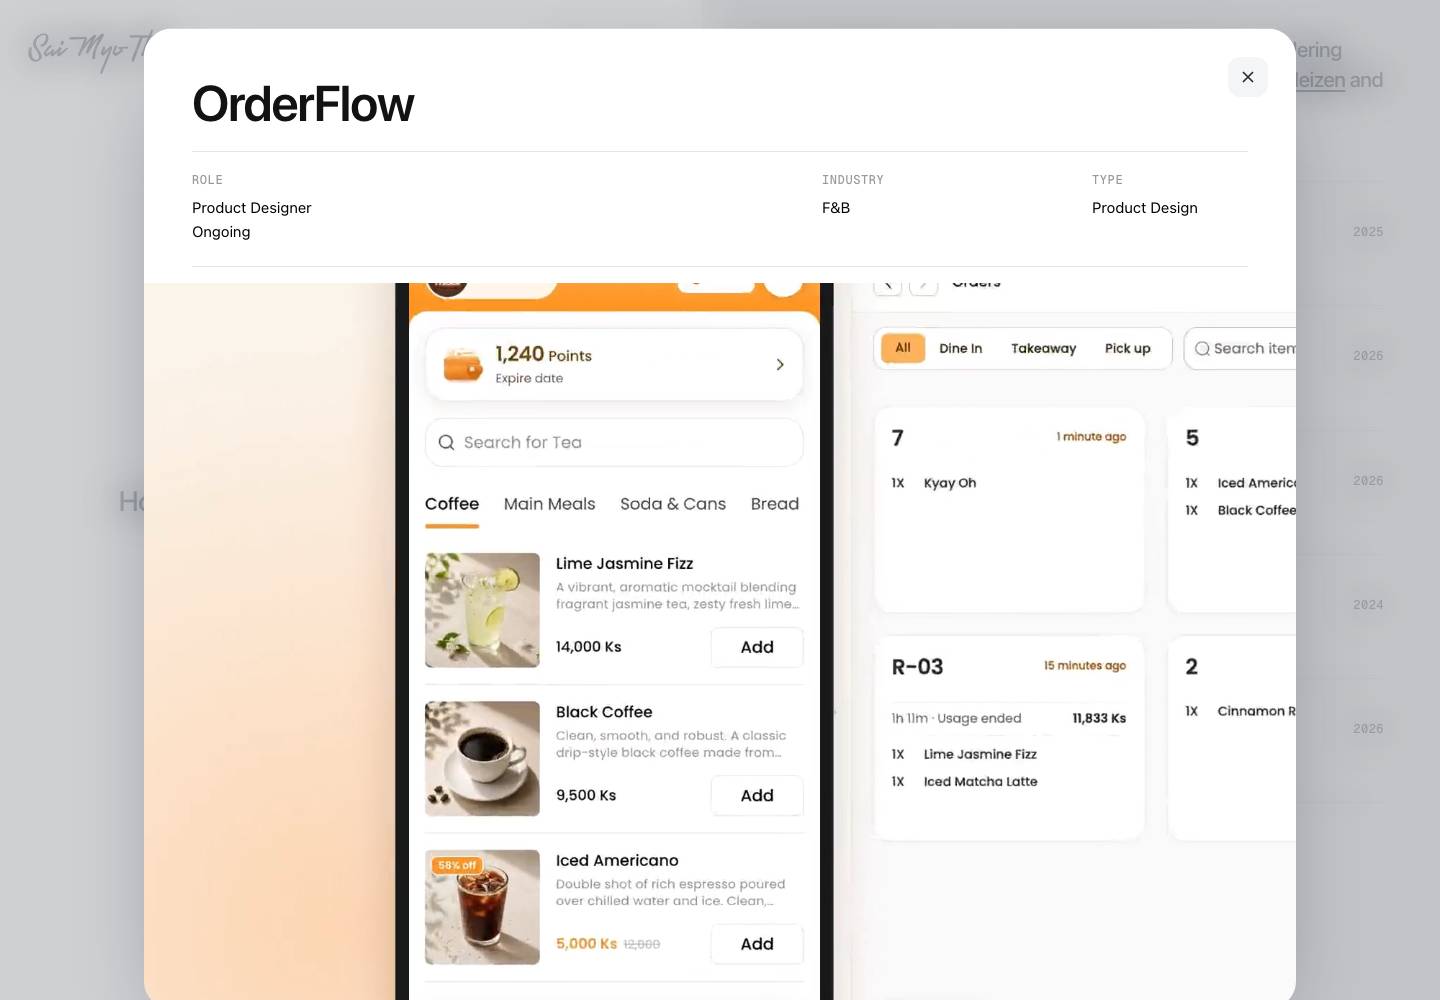 Sai Myo
OrderFlow
ROLE
Product Designer
Ongoing
INDUSTRY
F&B
TYPE
Product Design
and
2025
2026
2026
2024
2026
1,240 Points
Expire date
Search for Tea
Coffee Main Meals Soda & Cans Bread
Lime Jasmine Fizz
A vibrant, aromatic mocktail blending
fragrant jasmine tea, zesty fresh lime...
14,000 Ks
Add
Black Coffee
Clean, smooth, and robust. A classic
drip-style black coffee made from...
9,500 Ks
Add
58% off
Iced Americano
Double shot of rich espresso poured
over chilled water and ice. Clean,...
5,000 Ks 12,000
Add
Orders
All Dine In Takeaway Pick up
Search item
7
1 minute ago
1X Kyay Oh
5
1X Iced Americ
1X Black Coffee
R-03
15 minutes ago
1h 11m · Usage ended 11,833 Ks
1X Lime Jasmine Fizz
1X Iced Matcha Latte
2
1X Cinnamon R